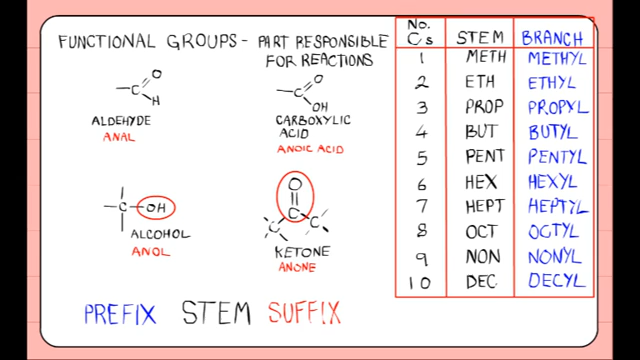 FUNCTIONAL GROUPS - PART RESPONSIBLE
FOR REACTIONS
O
C
H
ALDEHYDE
ANAL
O
C
OH
CARBOXYLIC
ACID
ANOIC ACID
C OH
ALCOHOL
ANOL
O
C
C C
KETONE
ANONE
PREFIX STEM SUFFIX
No. Cs STEM BRANCH
1 METH METHYL
2 ETH ETHYL
3 PROP PROPYL
4 BUT BUTYL
5 PENT PENTYL
6 HEX HEXYL
7 HEPT HEPTYL
8 OCT OCTYL
9 NON NONYL
10 DEC DECYL